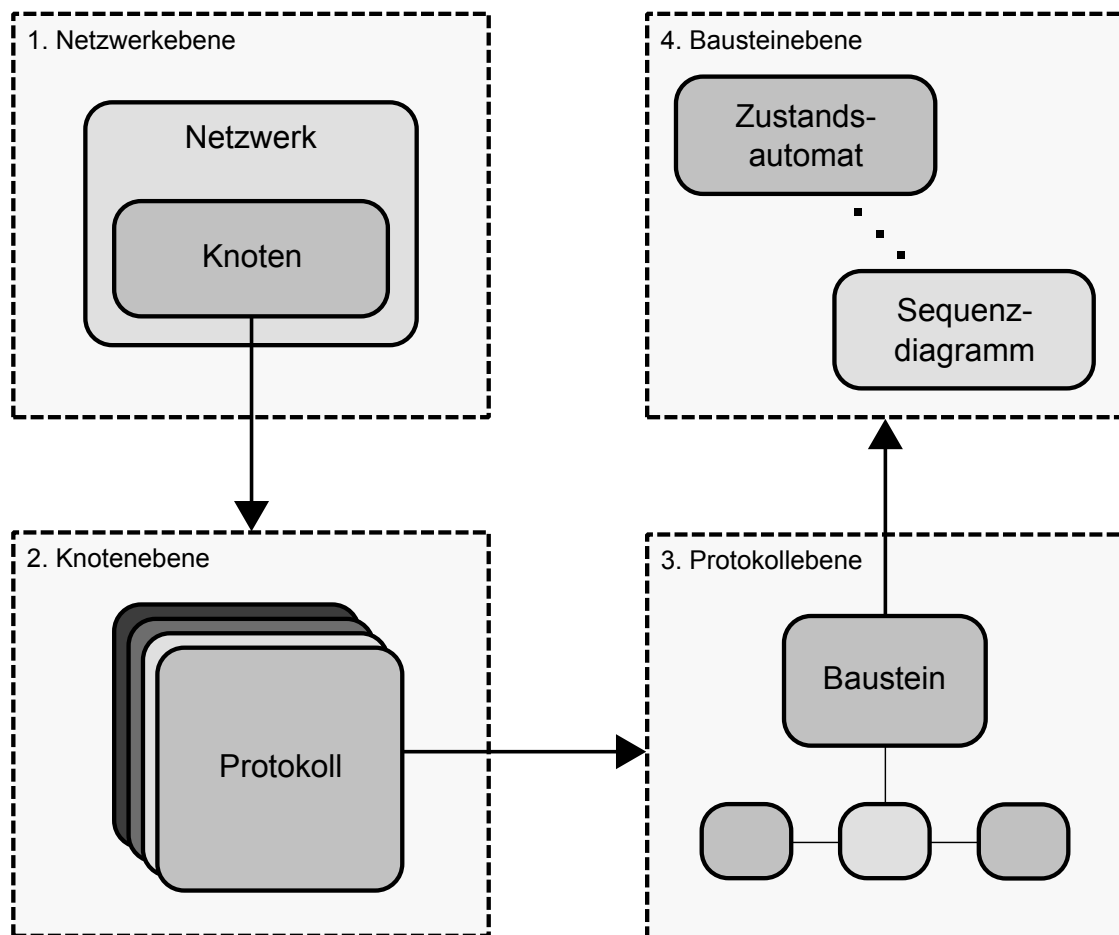 1. Netzwerkebene
Netzwerk
Knoten
2. Knotenebene
Protokoll
3. Protokollebene
Baustein
4. Bausteinebene
Zustands-
automat
Sequenz-
diagramm